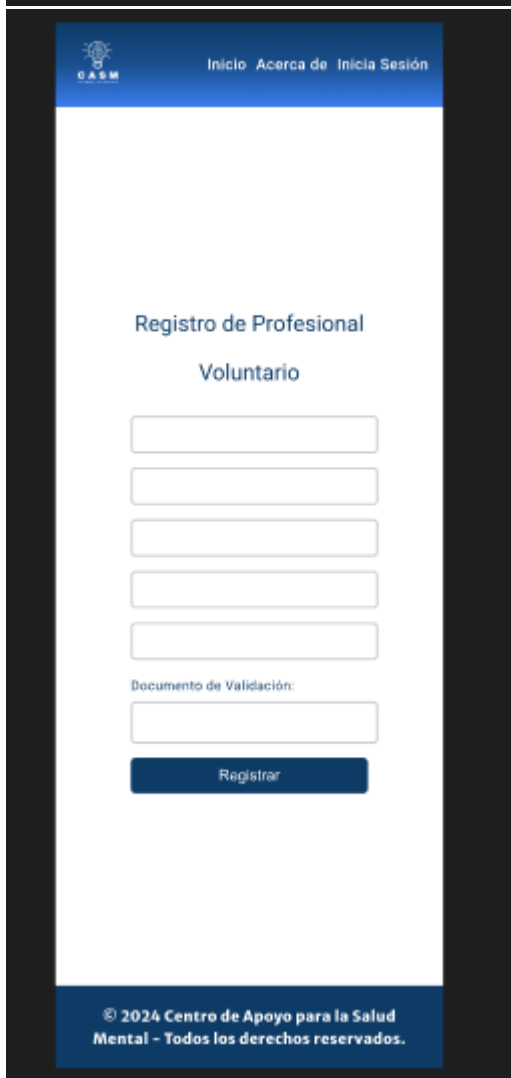 CASM
Inicio Acerca de Inicia Sesión
Registro de Profesional
Voluntario
Documento de Validación:
Registrar
© 2024 Centro de Apoyo para la Salud
Mental - Todos los derechos reservados.